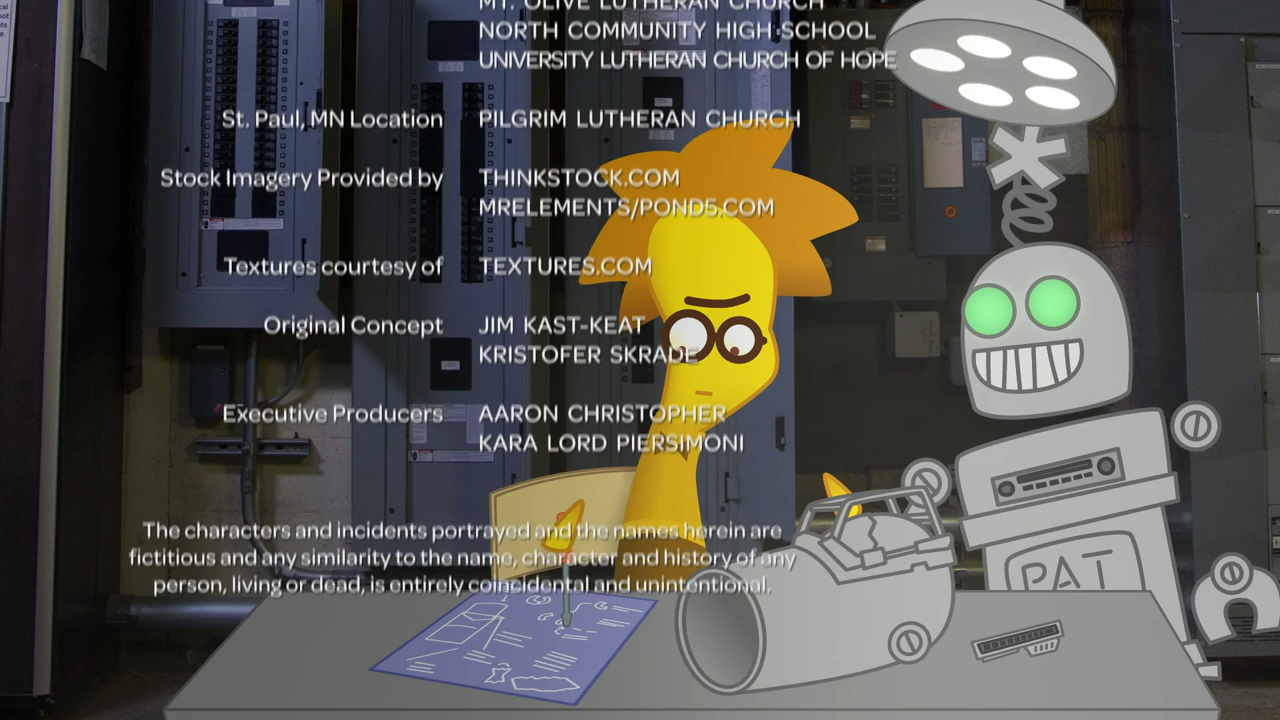 MT. OLIVE LUTHERAN CHURCH
NORTH COMMUNITY HIGH SCHOOL
UNIVERSITY LUTHERAN CHURCH OF HOPE
St. Paul, MN Location PILGRIM LUTHERAN CHURCH
Stock Imagery Provided by THINKSTOCK.COM
MRELEMENTS/POND5.COM
Textures courtesy of TEXTURES.COM
Original Concept JIM KAST-KEAT
KRISTOFER SKRADE
Executive Producers AARON CHRISTOPHER
KARA LORD PIERSIMONI
The characters and incidents portrayed and the names herein are
fictitious and any similarity to the name, character and history of any
person, living or dead, is entirely coincidental and unintentional.
PAT